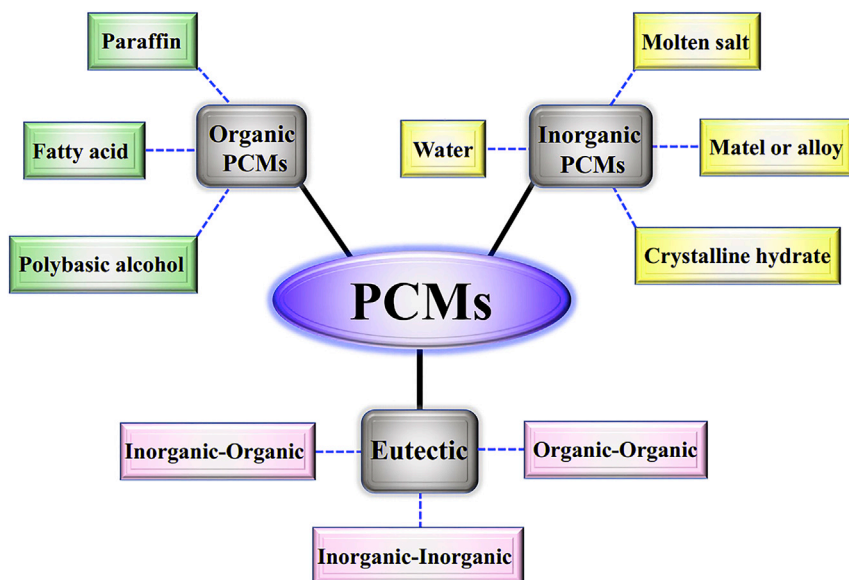 Paraffin
Molten salt
Organic
PCMs
Inorganic
PCMs
Fatty acid
Water
Matel or alloy
Polybasic alcohol
Crystalline hydrate
PCMs
Inorganic-Organic
Eutectic
Organic-Organic
Inorganic-Inorganic